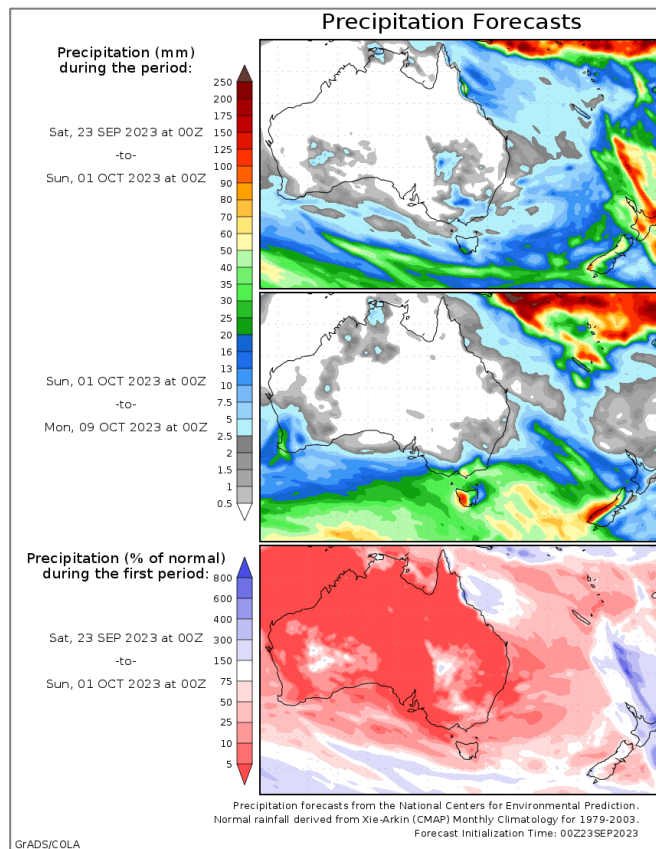 Precipitation Forecasts
Precipitation (mm)
during the period:
Sat, 23 SEP 2023 at 00Z
-to-
Sun, 01 OCT 2023 at 00Z
250
200
175
150
125
100
90
80
70
60
50
40
35
30
25
20
16
13
10
7.5
5
2.5
2
1.5
1
0.5
Sun, 01 OCT 2023 at 00Z
-to-
Mon, 09 OCT 2023 at 00Z
Precipitation (% of normal)
during the first period:
Sat, 23 SEP 2023 at 00Z
-to-
Sun, 01 OCT 2023 at 00Z
800
600
400
300
150
75
50
25
10
5
Precipitation forecasts from the National Centers for Environmental Prediction.
Normal rainfall derived from Xie-Arkin (CMAP) Monthly Climatology for 1979-2003.
Forecast Initialization Time: 00Z23SEP2023
GrADS/COLA